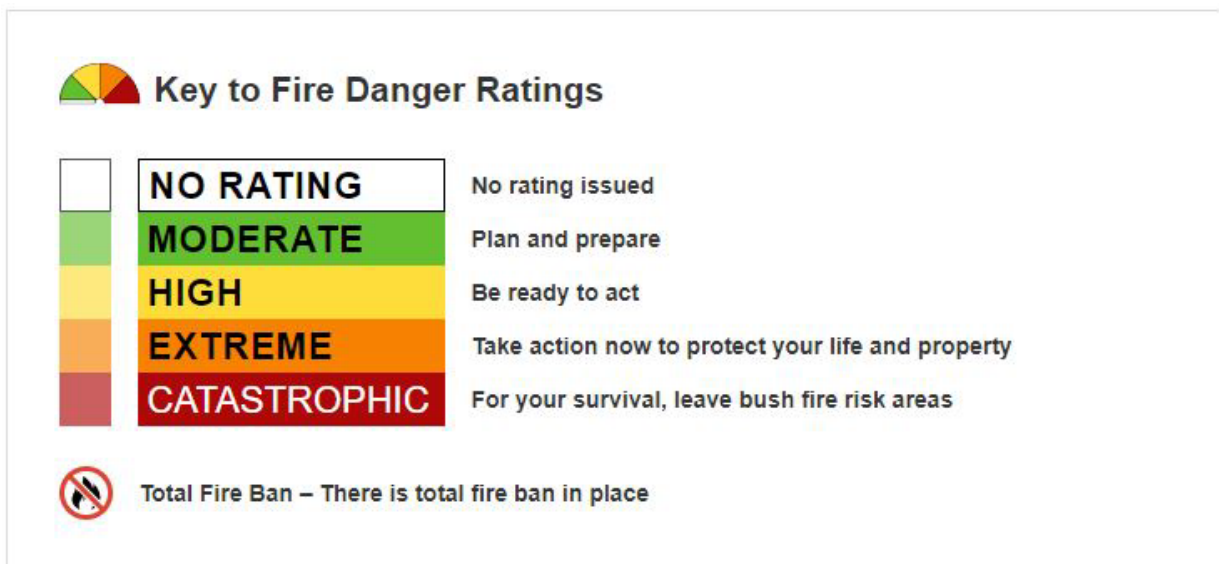 Key to Fire Danger Ratings
NO RATING No rating issued
MODERATE Plan and prepare
HIGH Be ready to act
EXTREME Take action now to protect your life and property
CATASTROPHIC For your survival, leave bush fire risk areas
Total Fire Ban – There is total fire ban in place